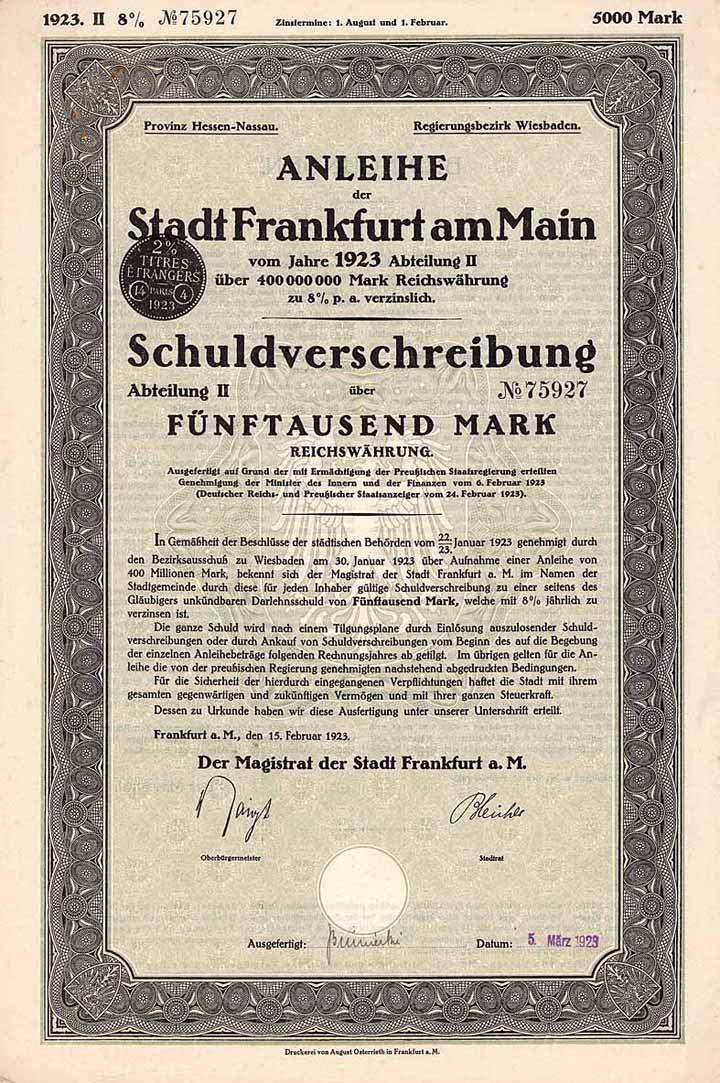 1923. II 8% №75927 Zinstermine: 1. August und 1. Februar. 5000 Mark
Provinz Hessen-Nassau. Regierungsbezirk Wiesbaden.
ANLEIHE
der
Stadt Frankfurt am Main
vom Jahre 1923 Abteilung II
über 400 000 000 Mark Reichswährung
zu 8% p. a. verzinslich.
2%
TITRES
ETRANGERS
14 PARIS 4
1923
Schuldverschreibung
Abteilung II über №75927
FÜNFTAUSEND MARK
REICHSWÄHRUNG.
Ausgefertigt auf Grund der mit Ermächtigung der Preußischen Staatsregierung erteilten
Genehmigung der Minister des Innern und der Finanzen vom 6. Februar 1923
(Deutscher Reichs- und Preußischer Staatsanzeiger vom 24. Februar 1923).
In Gemäßheit der Beschlüsse der städtischen Behörden vom 22/23. Januar 1923 genehmigt durch
den Bezirksausschuß zu Wiesbaden am 30. Januar 1923 über Aufnahme einer Anleihe von
400 Millionen Mark, bekennt sich der Magistrat der Stadt Frankfurt a. M. im Namen der
Stadtgemeinde durch diese für jeden Inhaber gültige Schuldverschreibung zu einer seitens des
Gläubigers unkündbaren Darlehnsschuld von Fünftausend Mark, welche mit 8% jährlich zu
verzinsen ist.
Die ganze Schuld wird nach einem Tilgungsplane durch Einlösung auszulosender Schuld-
verschreibungen oder durch Ankauf von Schuldverschreibungen vom Beginn des auf die Begebung
der einzelnen Anleihebeträge folgenden Rechnungsjahres ab getilgt. Im übrigen gelten für die An-
leihe die von der preußischen Regierung genehmigten nachstehend abgedruckten Bedingungen.
Für die Sicherheit der hierdurch eingegangenen Verpflichtungen haftet die Stadt mit ihrem
gesamten gegenwärtigen und zukünftigen Vermögen und mit ihrer ganzen Steuerkraft.
Dessen zu Urkunde haben wir diese Ausfertigung unter unserer Unterschrift erteilt.
Frankfurt a. M., den 15. Februar 1923.
Der Magistrat der Stadt Frankfurt a. M.
Voigt Bleicher
Oberbürgermeister Stadtrat
Ausgefertigt: Datum: 5. März 1923
Druckerei von August Osterrieth in Frankfurt a. M.